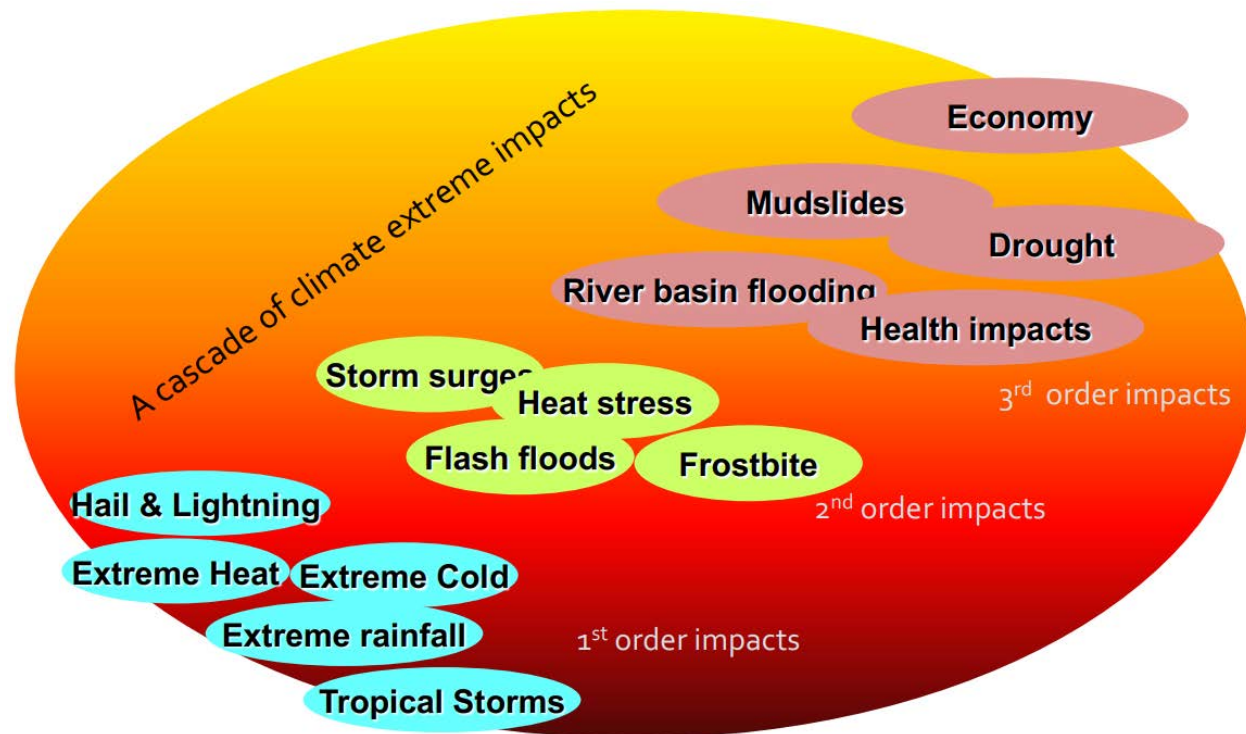 A cascade of climate extreme impacts
Economy
Mudslides
Drought
River basin flooding
Health impacts
3rd order impacts
Storm surges
Heat stress
Flash floods
Frostbite
2nd order impacts
Hail & Lightning
Extreme Heat
Extreme Cold
Extreme rainfall
1st order impacts
Tropical Storms